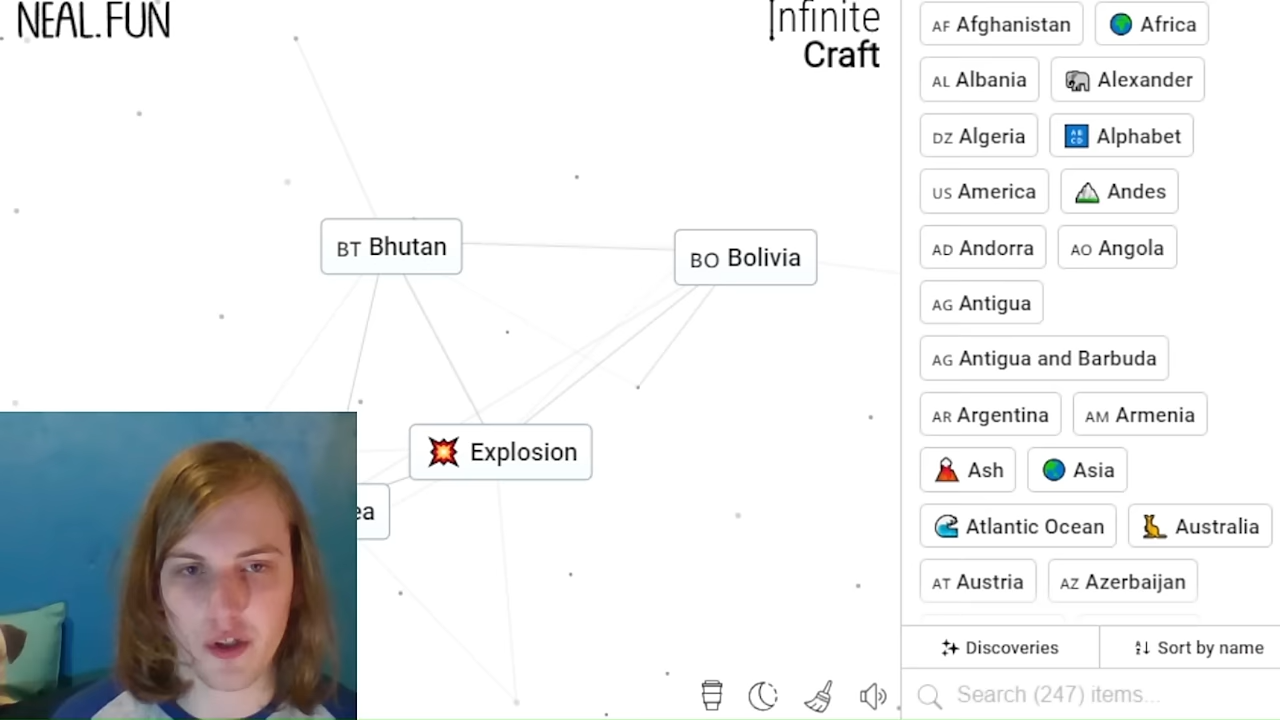 NEAL.FUN
Infinite
Craft
BT Bhutan
BO Bolivia
Explosion
ea
AF Afghanistan
Africa
AL Albania
Alexander
DZ Algeria
Alphabet
US America
Andes
AD Andorra
AO Angola
AG Antigua
AG Antigua and Barbuda
AR Argentina
AM Armenia
Ash
Asia
Atlantic Ocean
Australia
AT Austria
AZ Azerbaijan
Discoveries
Sort by name
Search (247) items...